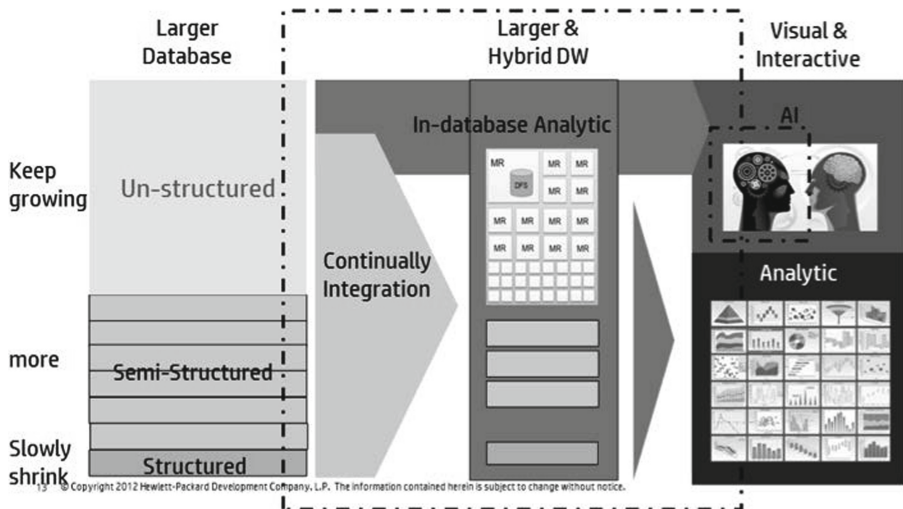 Larger
Database
Larger &
Hybrid DW
Visual &
Interactive
Keep
growing
Un-structured
more
Semi-Structured
Slowly
shrink
Structured
Continually
Integration
In-database Analytic
MR MR MR
DFS
MR MR
MR MR MR MR
MR MR MR MR
AI
Analytic
13 © Copyright 2012 Hewlett-Packard Development Company, L.P. The information contained herein is subject to change without notice.